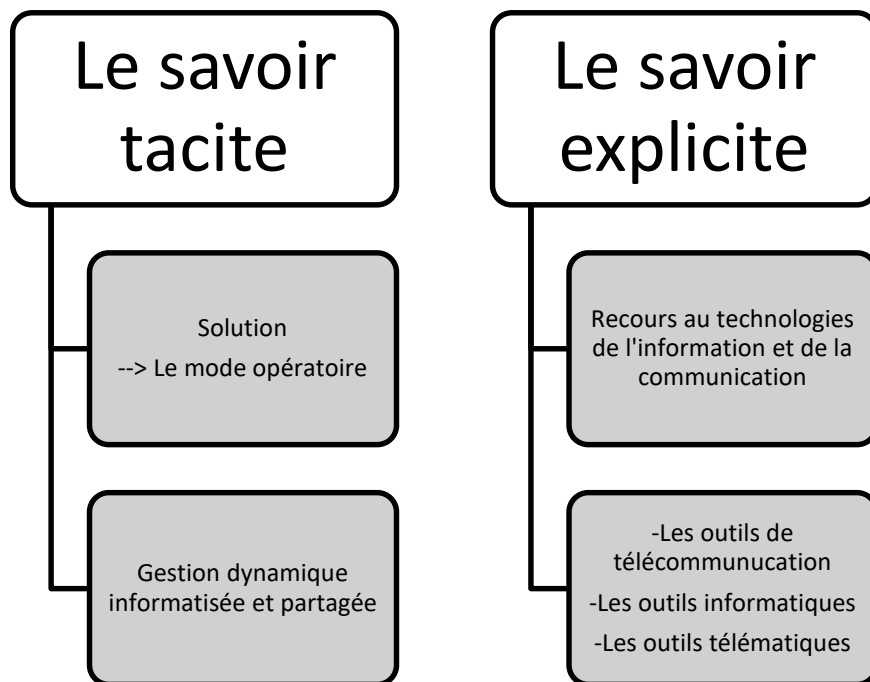 Le savoir
tacite
Solution
--> Le mode opératoire
Gestion dynamique
informatisée et partagée
Le savoir
explicite
Recours au technologies
de l'information et de la
communication
-Les outils de
télécommunucation
-Les outils informatiques
-Les outils télématiques